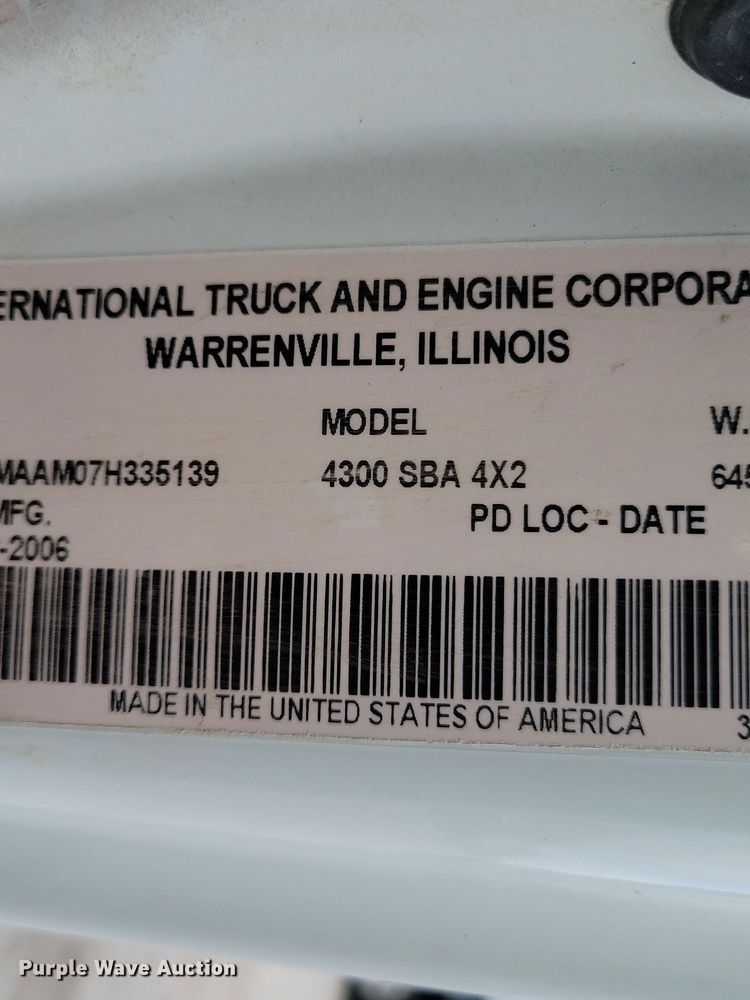 ERNATIONAL TRUCK AND ENGINE CORPORA
WARRENVILLE, ILLINOIS
MODEL W.
MAAM07H335139 4300 SBA 4X2 645
MFG. PD LOC - DATE
-2006
MADE IN THE UNITED STATES OF AMERICA 3
Purple Wave Auction